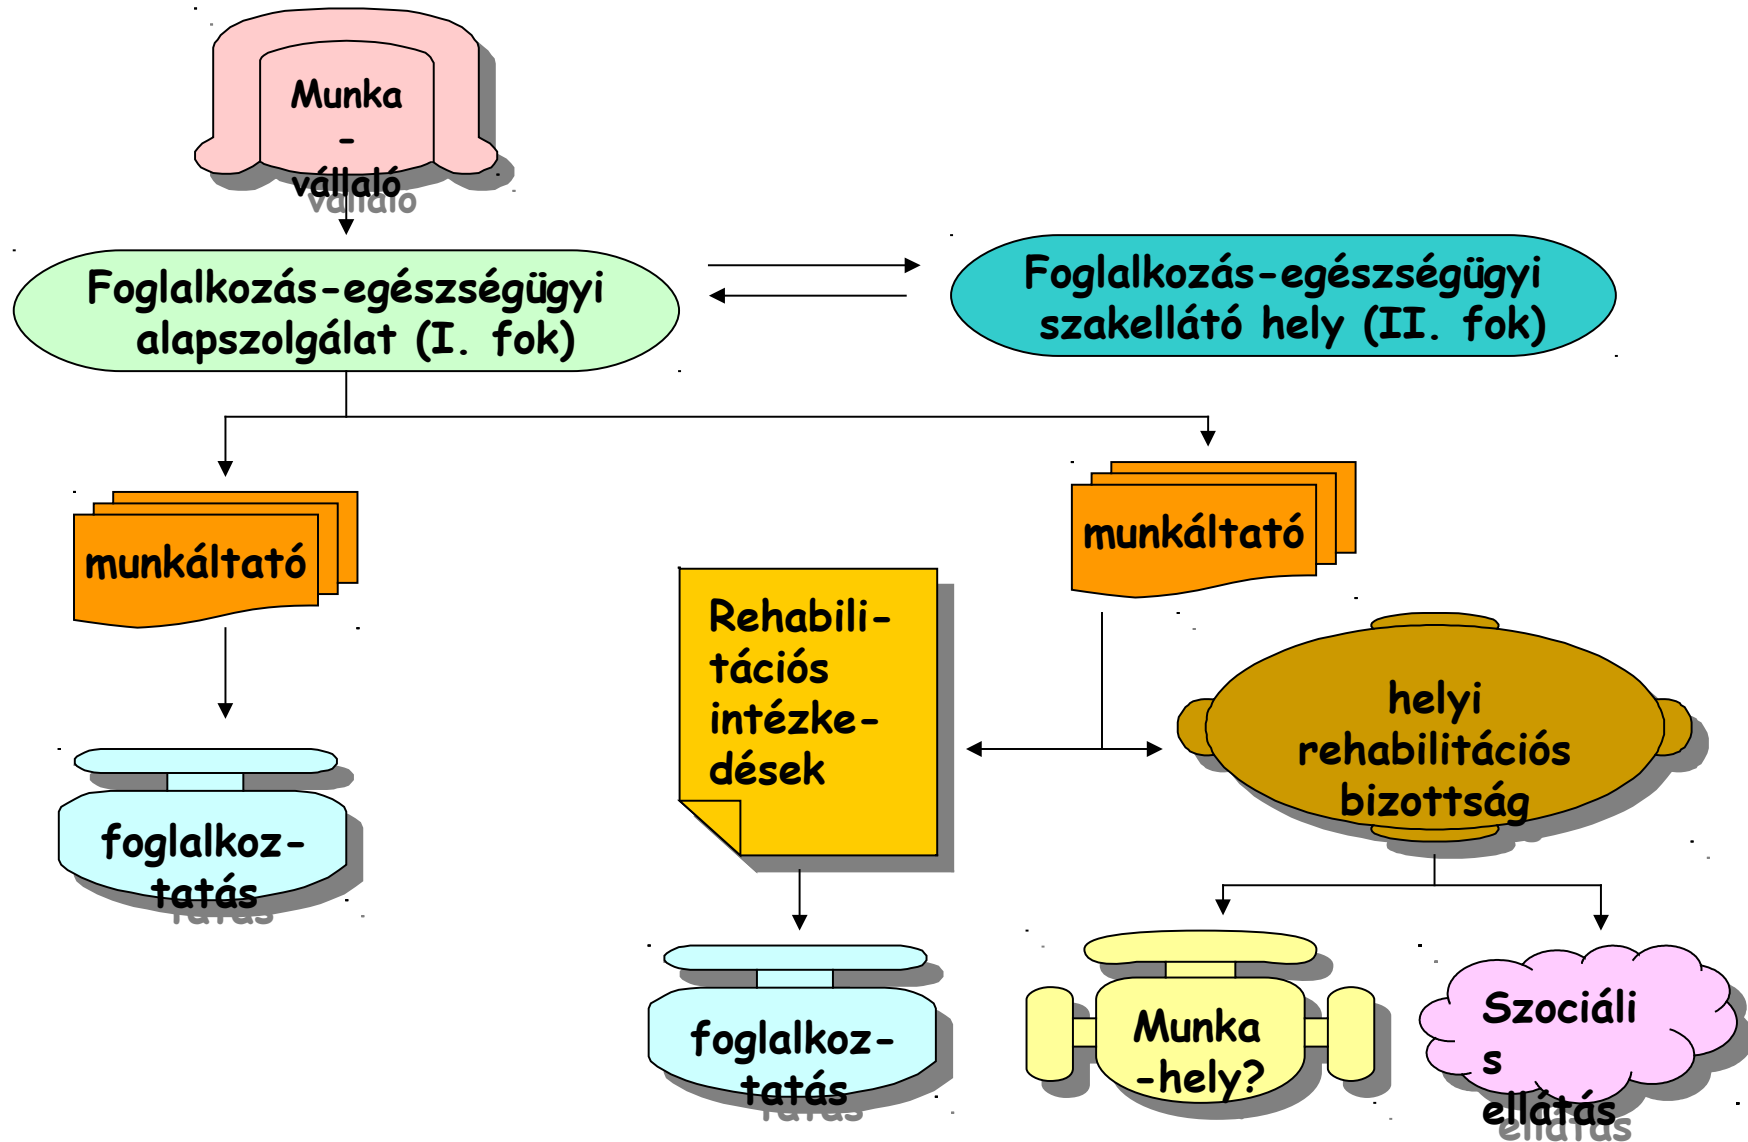 Munka
-
vállaló
Foglalkozás-egészségügyi
alapszolgálat (I. fok)
Foglalkozás-egészségügyi
szakellátó hely (II. fok)
munkáltató
munkáltató
Rehabili-
tációs
intézke-
dések
helyi
rehabilitációs
bizottság
foglalkoz-
tatás
foglalkoz-
tatás
Munka
-hely?
Szociáli
s
ellátás